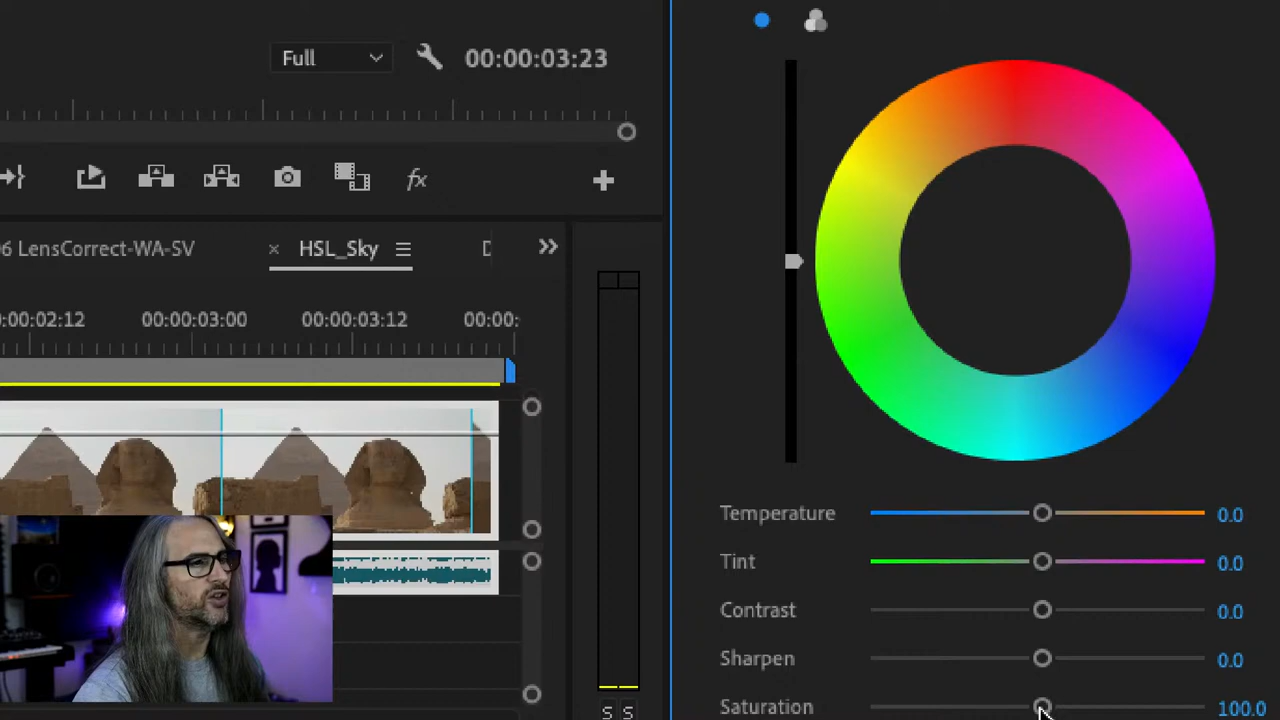 Full
00:00:03:23
fx
6 LensCorrect-WA-SV
HSL_Sky
0:00:02:12
00:00:03:00
00:00:03:12
00:00:
S S
Temperature 0.0
Tint 0.0
Contrast 0.0
Sharpen 0.0
Saturation 100.0